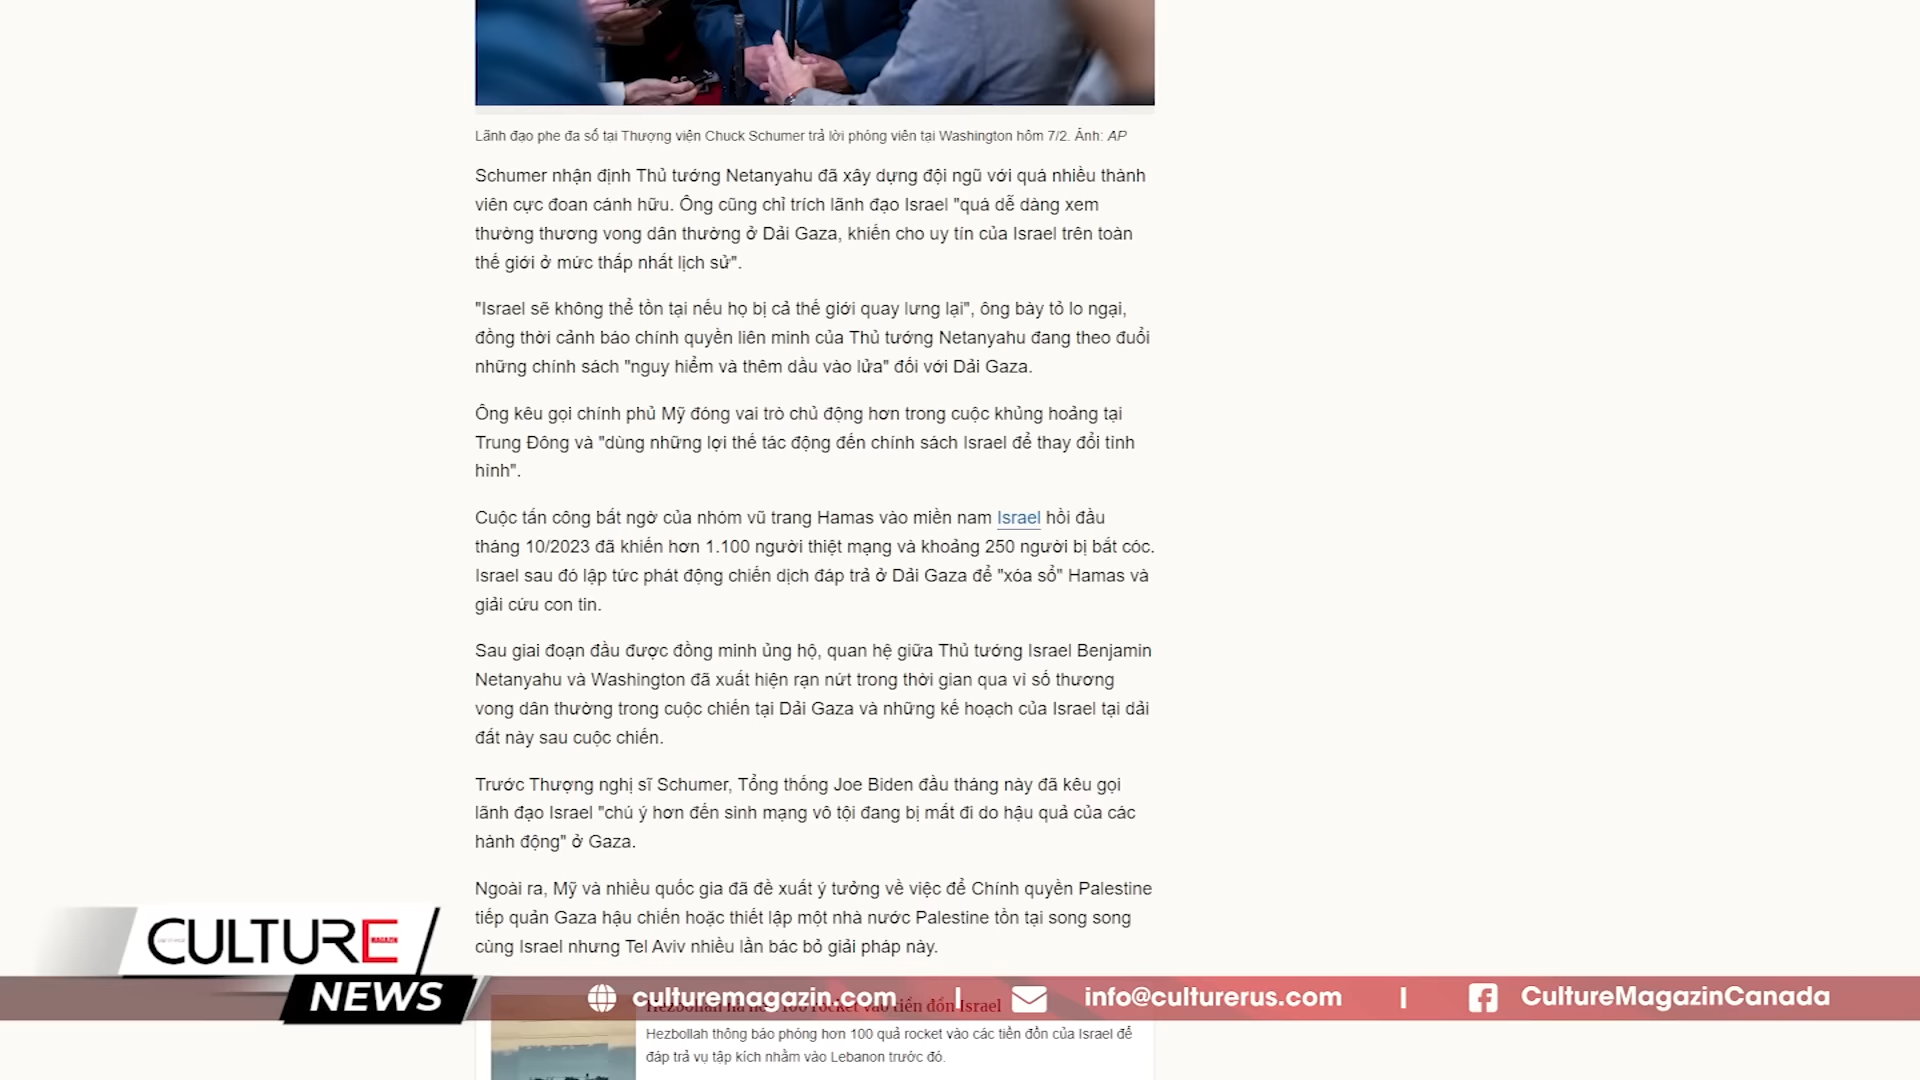 Lãnh đạo phe đa số tại Thượng viện Chuck Schumer trả lời phóng viên tại Washington hôm 7/2. Ảnh: AP
Schumer nhận định Thủ tướng Netanyahu đã xây dựng đội ngũ với quá nhiều thành
viên cực đoan cánh hữu. Ông cũng chỉ trích lãnh đạo Israel "quá dễ dàng xem
thường thương vong dân thường ở Dải Gaza, khiến cho uy tín của Israel trên toàn
thế giới ở mức thấp nhất lịch sử".
"Israel sẽ không thể tồn tại nếu họ bị cả thế giới quay lưng lại", ông bày tỏ lo ngại,
đồng thời cảnh báo chính quyền liên minh của Thủ tướng Netanyahu đang theo đuổi
những chính sách "nguy hiểm và thêm dầu vào lửa" đối với Dải Gaza.
Ông kêu gọi chính phủ Mỹ đóng vai trò chủ động hơn trong cuộc khủng hoảng tại
Trung Đông và "dùng những lợi thế tác động đến chính sách Israel để thay đổi tình
hình".
Cuộc tấn công bất ngờ của nhóm vũ trang Hamas vào miền nam Israel hồi đầu
tháng 10/2023 đã khiến hơn 1.100 người thiệt mạng và khoảng 250 người bị bắt cóc.
Israel sau đó lập tức phát động chiến dịch đáp trả ở Dải Gaza để "xóa sổ" Hamas và
giải cứu con tin.
Sau giai đoạn đầu được đồng minh ủng hộ, quan hệ giữa Thủ tướng Israel Benjamin
Netanyahu và Washington đã xuất hiện rạn nứt trong thời gian qua vì số thương
vong dân thường trong cuộc chiến tại Dải Gaza và những kế hoạch của Israel tại dải
đất này sau cuộc chiến.
Trước Thượng nghị sĩ Schumer, Tổng thống Joe Biden đầu tháng này đã kêu gọi
lãnh đạo Israel "chú ý hơn đến sinh mạng vô tội đang bị mất đi do hậu quả của các
hành động" ở Gaza.
Ngoài ra, Mỹ và nhiều quốc gia đã đề xuất ý tưởng về việc để Chính quyền Palestine
tiếp quản Gaza hậu chiến hoặc thiết lập một nhà nước Palestine tồn tại song song
cùng Israel nhưng Tel Aviv nhiều lần bác bỏ giải pháp này.
CULTURE
MAGAZIN
NEWS
culturemagazin.com | info@culturerus.com | CultureMagazinCanada
Hezbollah 100 rocket vào tiền đồn Israel
Hezbollah thông báo phóng hơn 100 quả rocket vào các tiền đồn của Israel để
đáp trả vụ tập kích nhằm vào Lebanon trước đó.